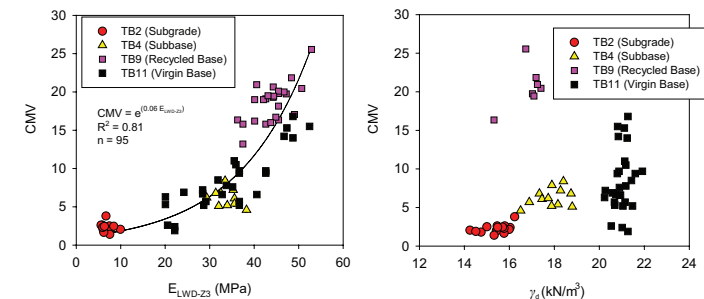 30
25
20
15
10
5
0
CMV
TB2 (Subgrade)
TB4 (Subbase)
TB9 (Recycled Base)
TB11 (Virgin Base)
CMV = e^(0.06 E_LWD-Z3)
R² = 0.81
n = 95
0 10 20 30 40 50 60
E_LWD-Z3 (MPa)
30
25
20
15
10
5
0
CMV
TB2 (Subgrade)
TB4 (Subbase)
TB9 (Recycled Base)
TB11 (Virgin Base)
12 14 16 18 20 22 24
γ_d (kN/m³)